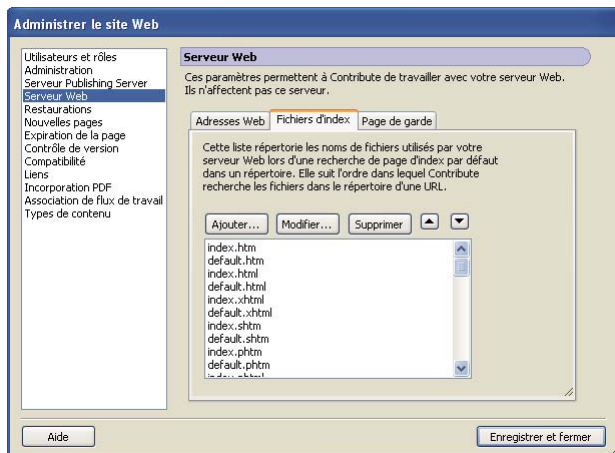 Administrer le site Web
Utilisateurs et rôles
Administration
Serveur Publishing Server
Serveur Web
Restaurations
Nouvelles pages
Expiration de la page
Contrôle de version
Compatibilité
Liens
Incorporation PDF
Association de flux de travail
Types de contenu
Serveur Web
Ces paramètres permettent à Contribute de travailler avec votre serveur Web.
Ils n'affectent pas ce serveur.
Adresses Web Fichiers d'index Page de garde
Cette liste répertorie les noms de fichiers utilisés par votre
serveur Web lors d'une recherche de page d'index par défaut
dans un répertoire. Elle suit l'ordre dans lequel Contribute
recherche les fichiers dans le répertoire d'une URL.
Ajouter... Modifier... Supprimer
index.htm
default.htm
index.html
default.html
index.xhtml
default.xhtml
index.shtm
default.shtm
index.phtm
default.phtm
Aide Enregistrer et fermer